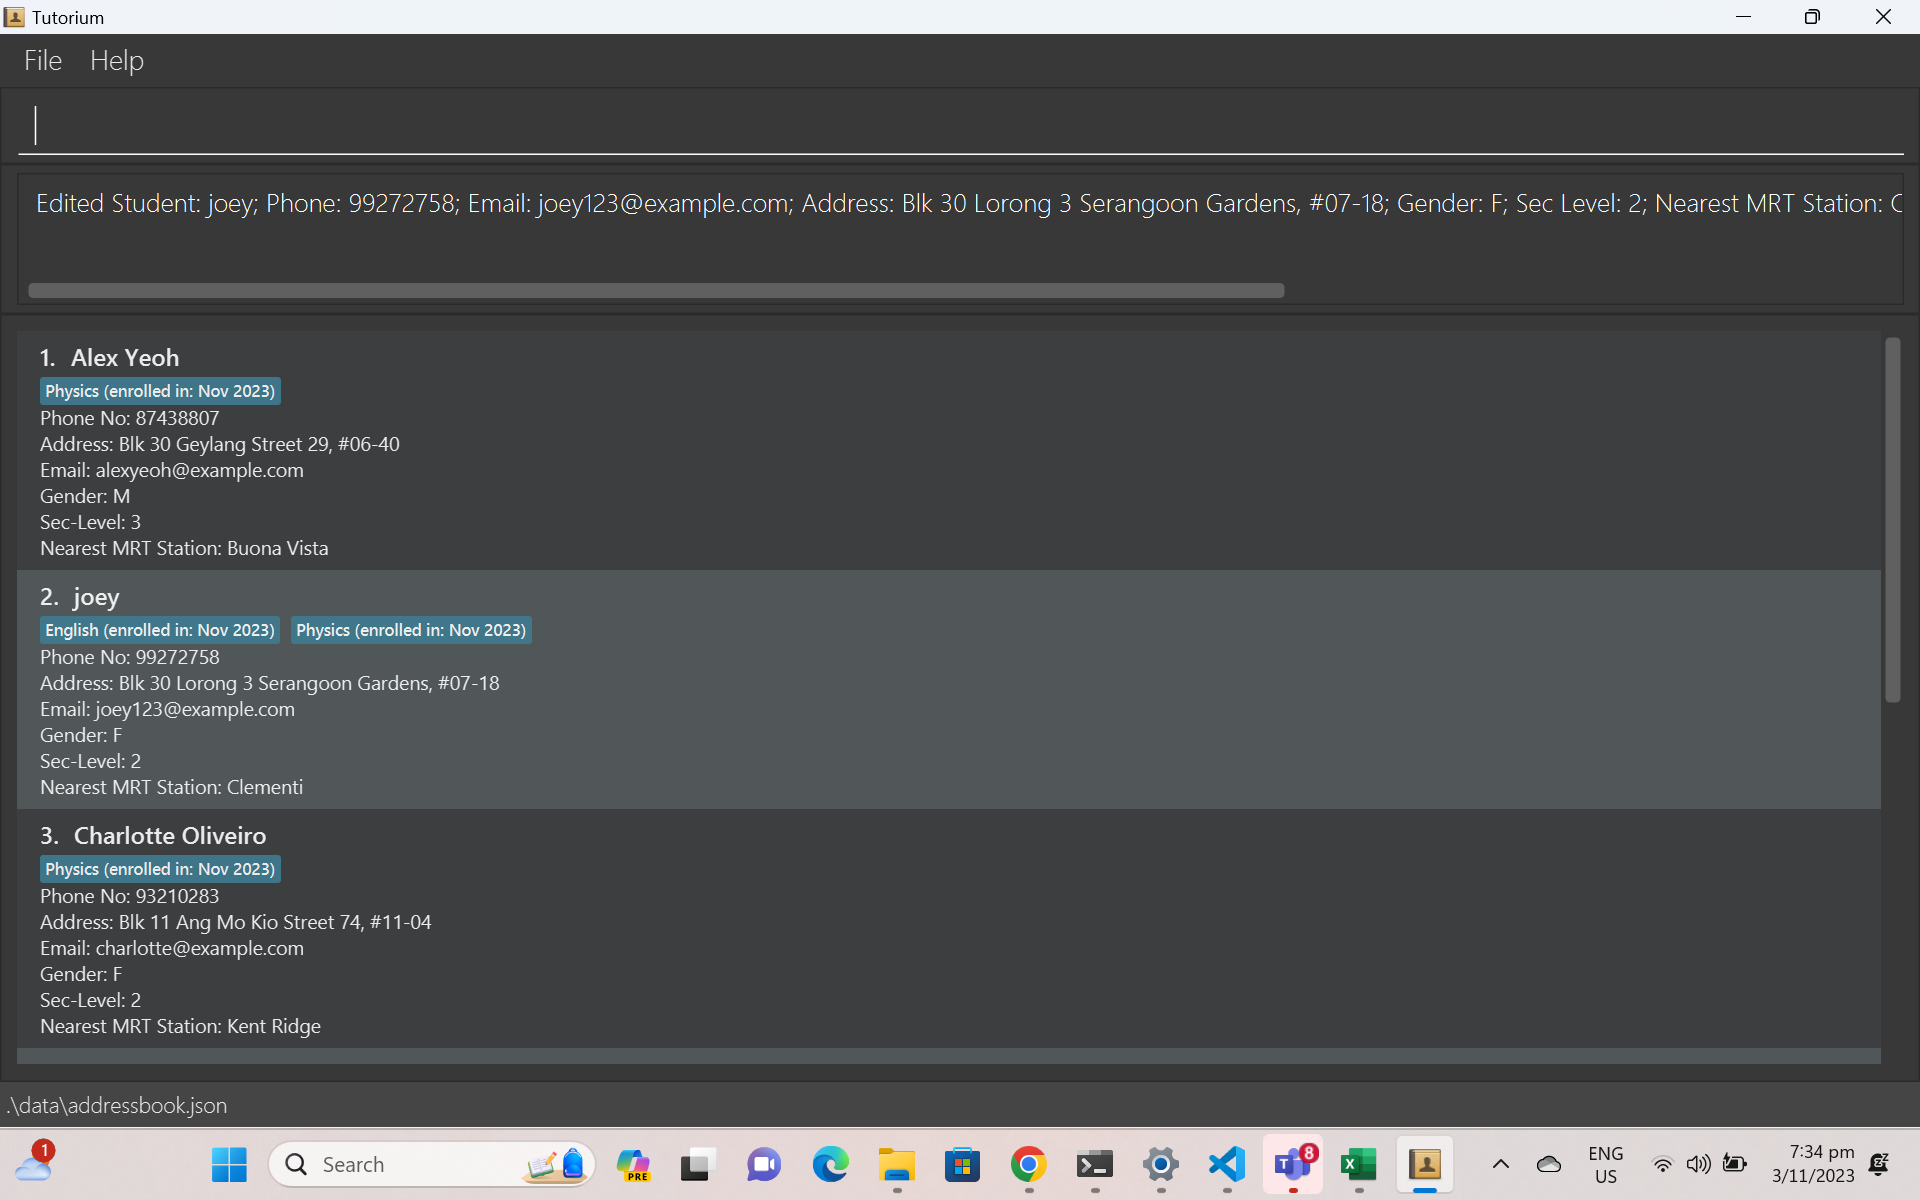 Tutorium
File Help
Edited Student: joey; Phone: 99272758; Email: joey123@example.com; Address: Blk 30 Lorong 3 Serangoon Gardens, #07-18; Gender: F; Sec Level: 2; Nearest MRT Station: C
1. Alex Yeoh
Physics (enrolled in: Nov 2023)
Phone No: 87438807
Address: Blk 30 Geylang Street 29, #06-40
Email: alexyeoh@example.com
Gender: M
Sec-Level: 3
Nearest MRT Station: Buona Vista
2. joey
English (enrolled in: Nov 2023) Physics (enrolled in: Nov 2023)
Phone No: 99272758
Address: Blk 30 Lorong 3 Serangoon Gardens, #07-18
Email: joey123@example.com
Gender: F
Sec-Level: 2
Nearest MRT Station: Clementi
3. Charlotte Oliveiro
Physics (enrolled in: Nov 2023)
Phone No: 93210283
Address: Blk 11 Ang Mo Kio Street 74, #11-04
Email: charlotte@example.com
Gender: F
Sec-Level: 2
Nearest MRT Station: Kent Ridge
.\data\addressbook.json
1
Search
PRE
8
ENG
US
7:34 pm
3/11/2023